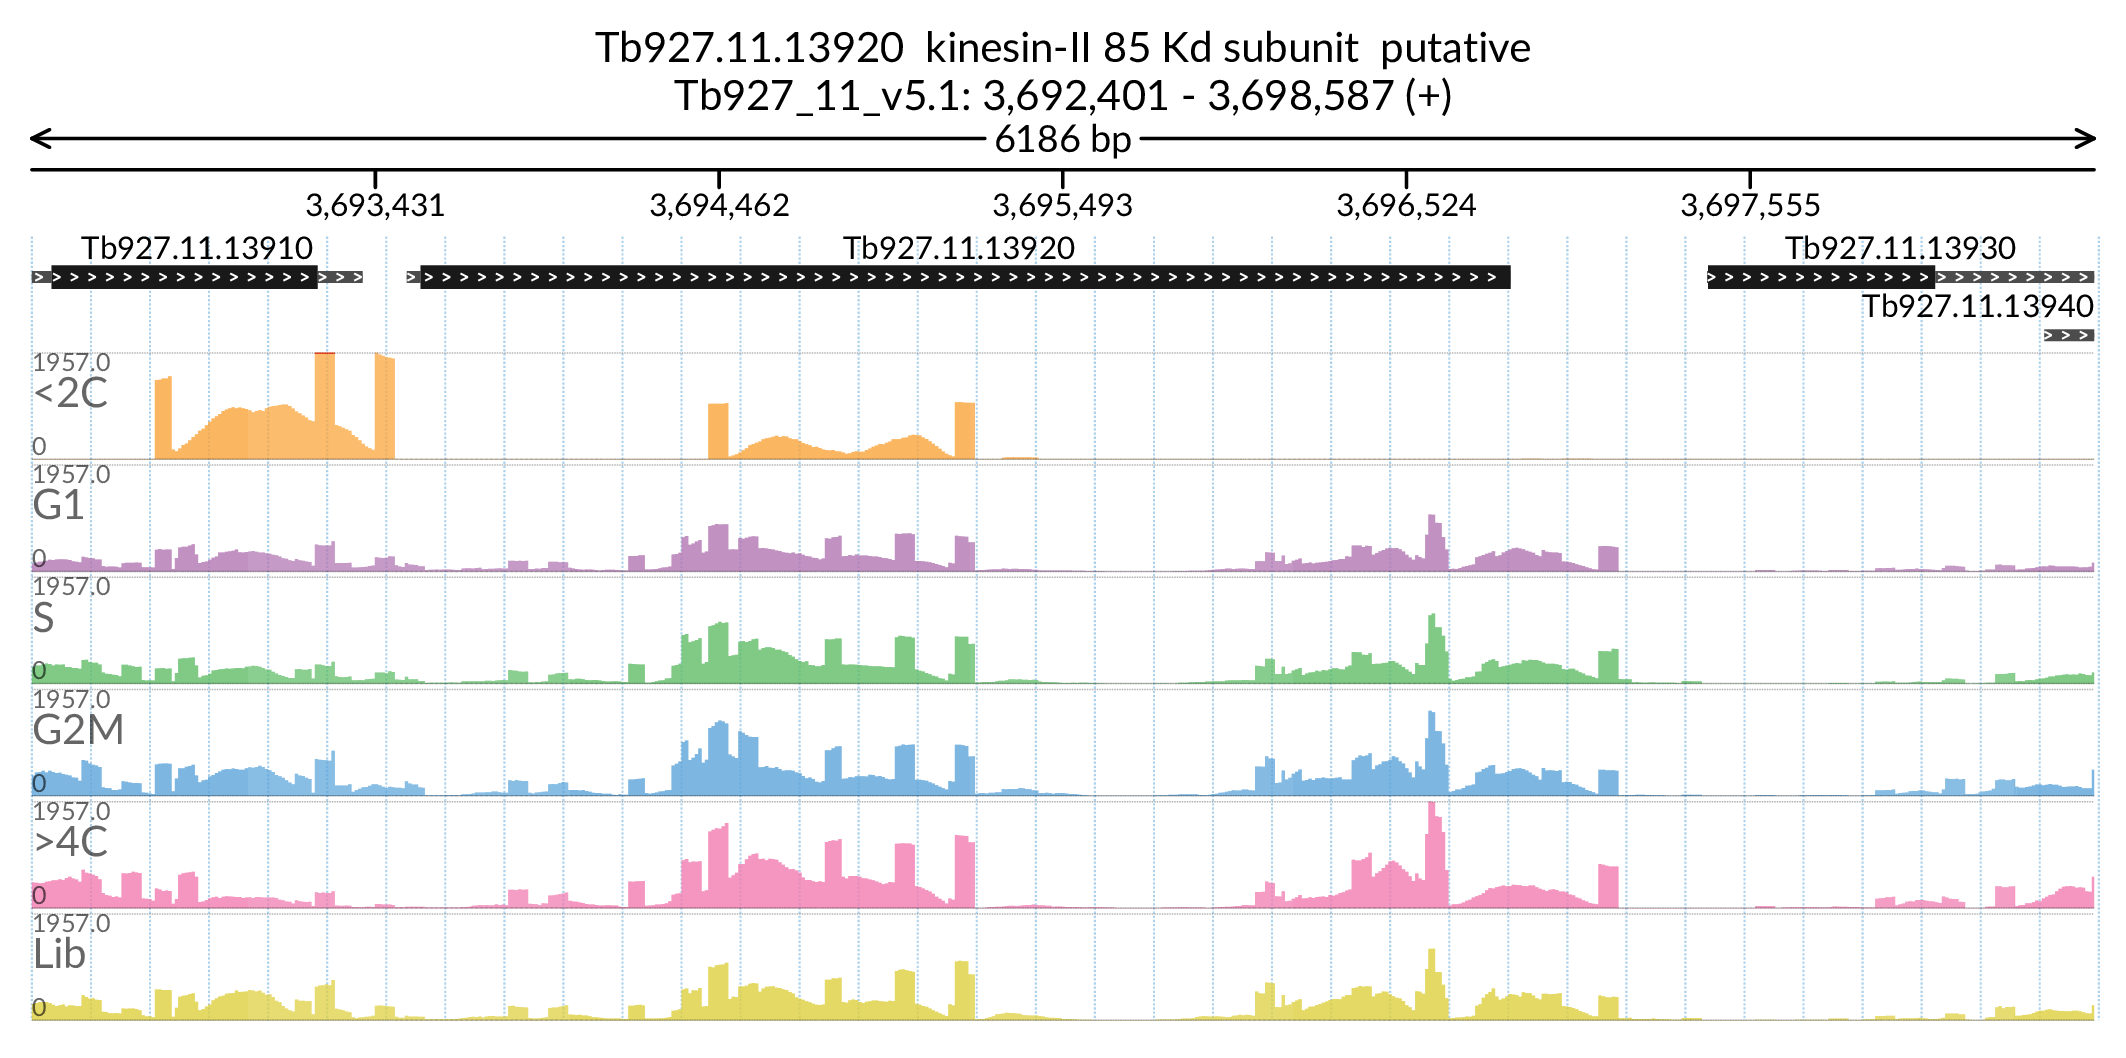 Tb927.11.13920  kinesin-II 85 Kd subunit  putative
Tb927_11_v5.1: 3,692,401 - 3,698,587 (+)
6186 bp
3,693,431 3,694,462 3,695,493 3,696,524 3,697,555
Tb927.11.13910 Tb927.11.13920 Tb927.11.13930
Tb927.11.13940
1957.0
<2C
0
1957.0
G1
0
1957.0
S
0
1957.0
G2M
0
1957.0
>4C
0
1957.0
Lib
0